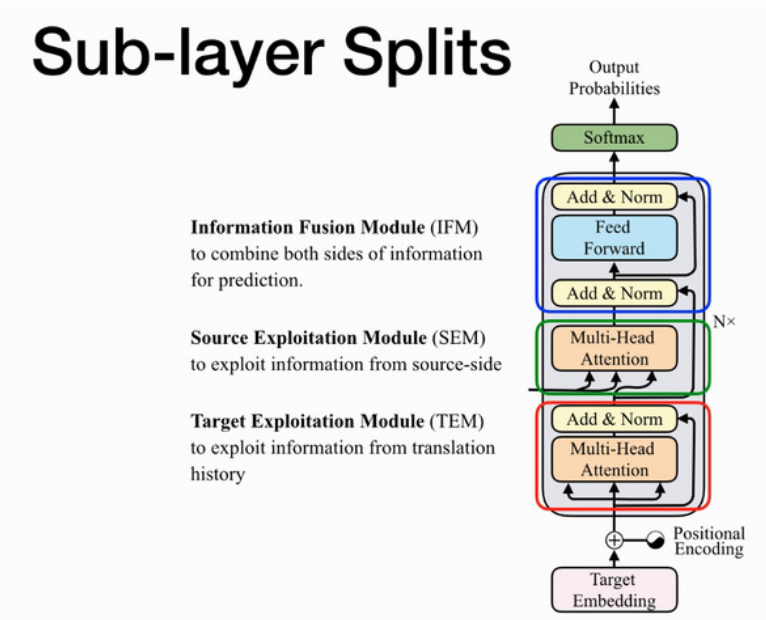 Sub-layer Splits
Output
Probabilities
Softmax
Add & Norm
Feed
Forward
Add & Norm
Information Fusion Module (IFM)
to combine both sides of information
for prediction.
N×
Multi-Head
Attention
Source Exploitation Module (SEM)
to exploit information from source-side
Add & Norm
Multi-Head
Attention
Target Exploitation Module (TEM)
to exploit information from translation
history
Positional
Encoding
Target
Embedding